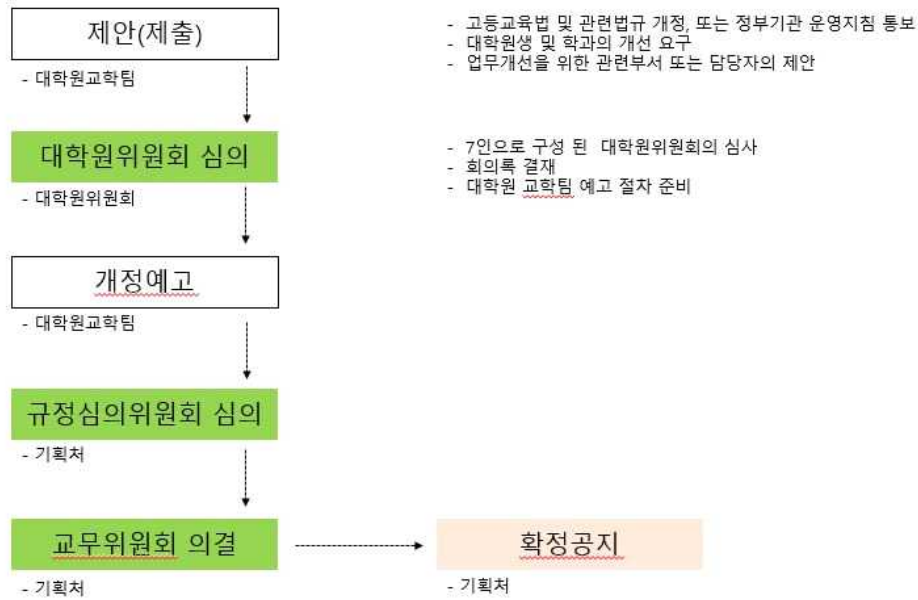 제안(제출)
- 대학원교학팀
- 고등교육법 및 관련법규 개정, 또는 정부기관 운영지침 통보
- 대학원생 및 학과의 개선 요구
- 업무개선을 위한 관련부서 또는 담당자의 제안
대학원위원회 심의
- 대학원위원회
- 7인으로 구성 된 대학원위원회의 심사
- 회의록 결재
- 대학원 교학팀 예고 절차 준비
개정예고
- 대학원교학팀
규정심의위원회 심의
- 기획처
교무위원회 의결
- 기획처
확정공지
- 기획처